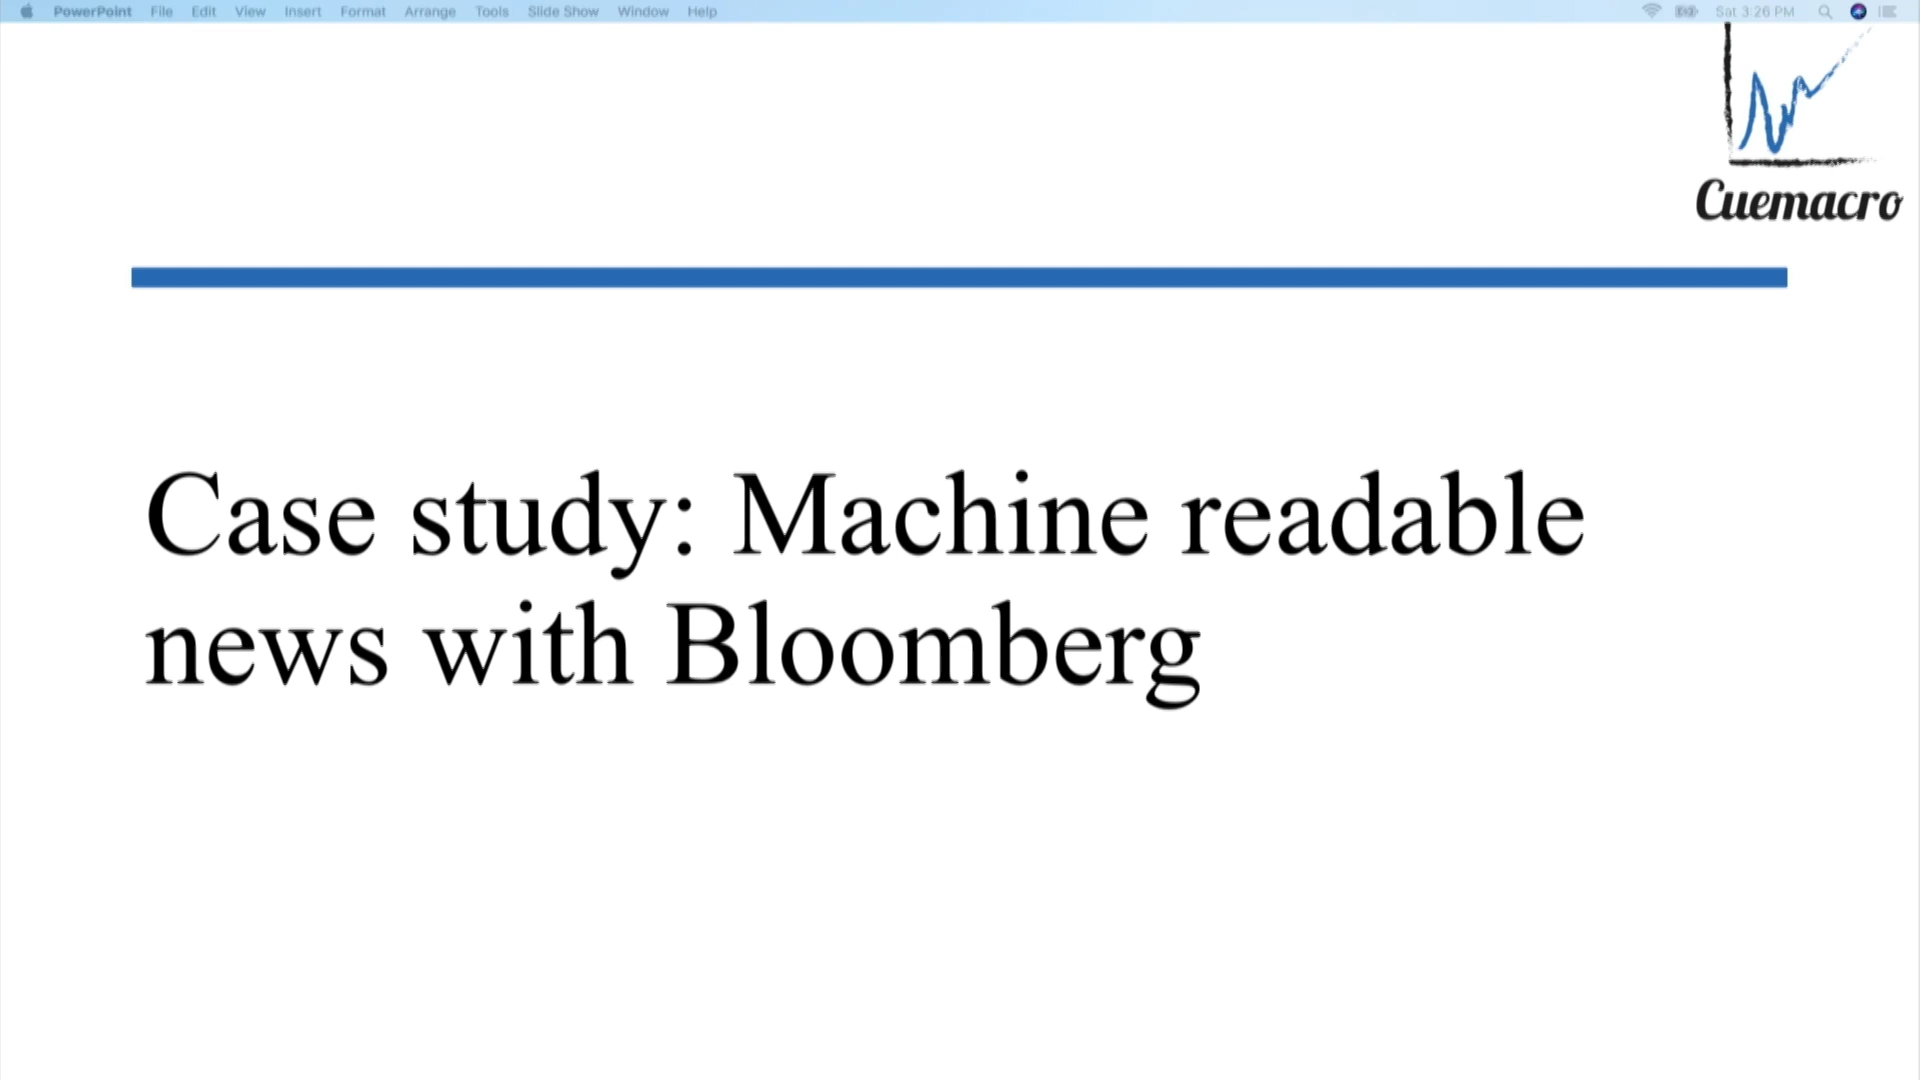 PowerPoint File Edit View Insert Format Arrange Tools Slide Show Window Help Sat 3:26 PM
Cuemacro
Case study: Machine readable
news with Bloomberg